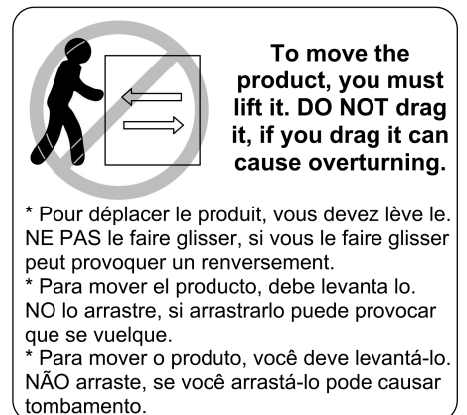 To move the
product, you must
lift it. DO NOT drag
it, if you drag it can
cause overturning.
* Pour déplacer le produit, vous devez lève le.
NE PAS le faire glisser, si vous le faire glisser
peut provoquer un renversement.
* Para mover el producto, debe levanta lo.
NO lo arrastre, si arrastrarlo puede provocar
que se vuelque.
* Para mover o produto, você deve levantá-lo.
NÃO arraste, se você arrastá-lo pode causar
tombamento.